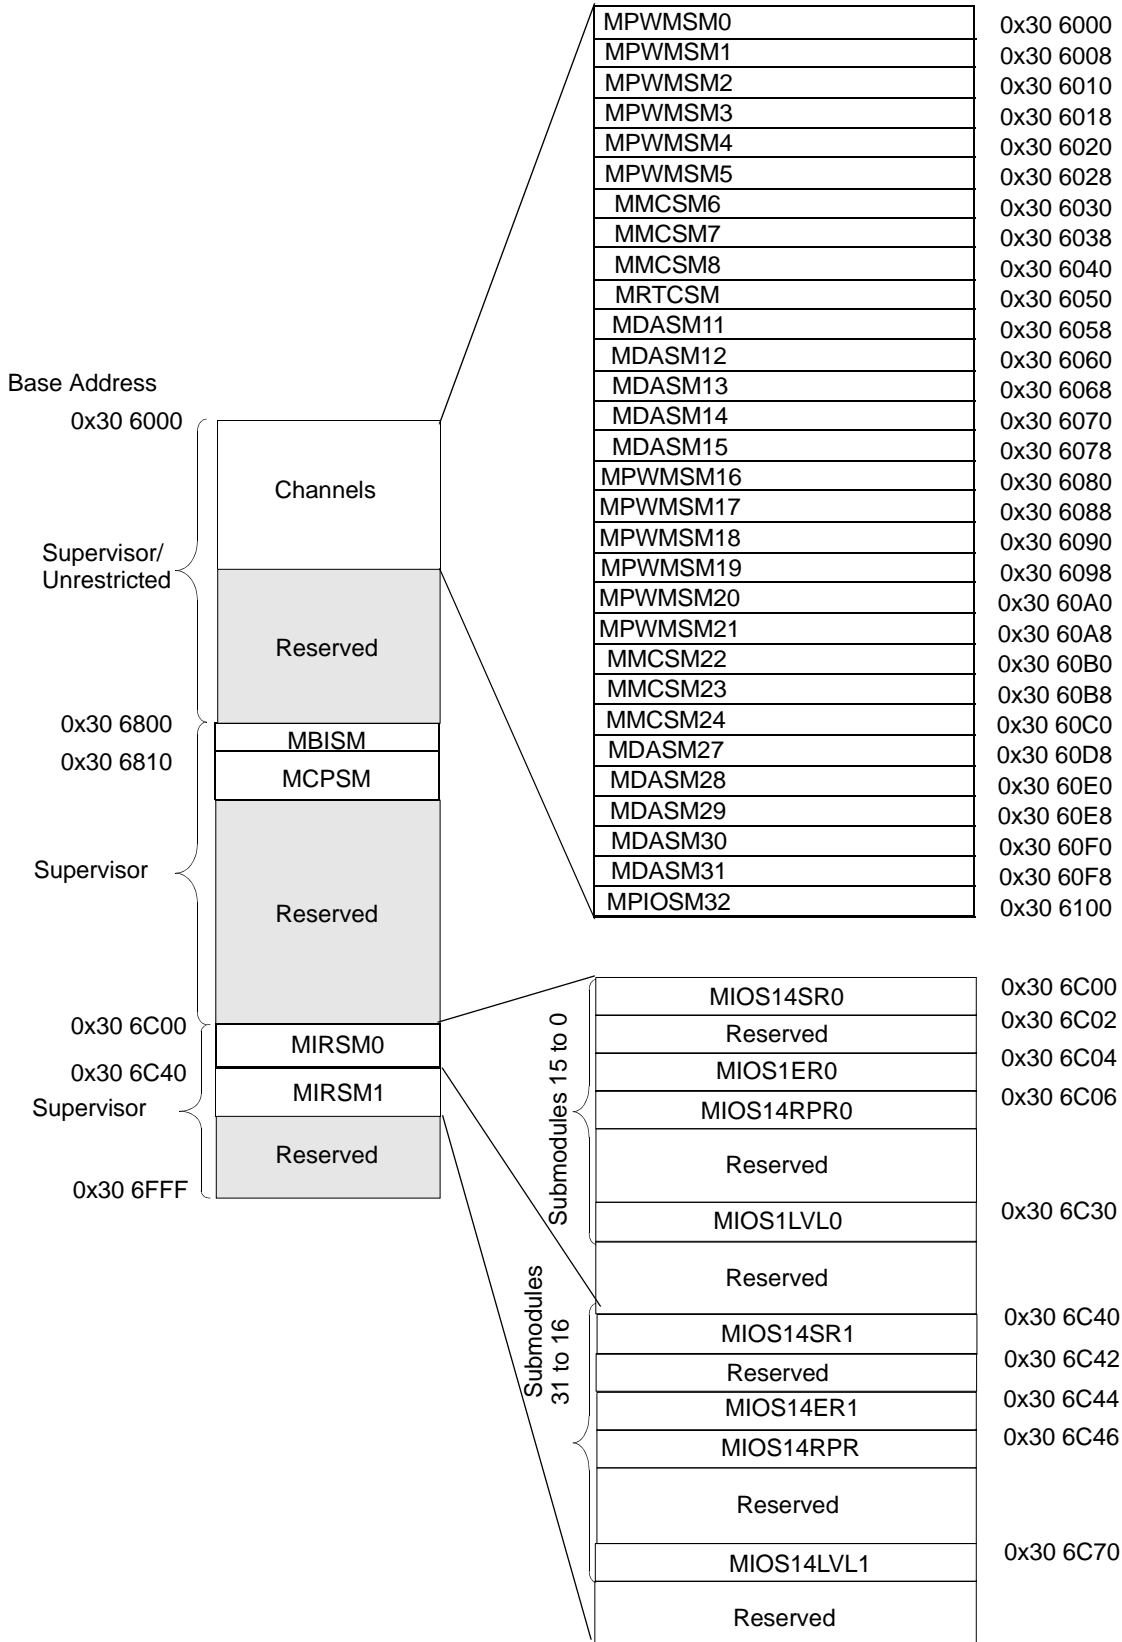 MPWMSM0 0x30 6000
MPWMSM1 0x30 6008
MPWMSM2 0x30 6010
MPWMSM3 0x30 6018
MPWMSM4 0x30 6020
MPWMSM5 0x30 6028
MMCSM6 0x30 6030
MMCSM7 0x30 6038
MMCSM8 0x30 6040
MRTCSM 0x30 6050
MDASM11 0x30 6058
MDASM12 0x30 6060
MDASM13 0x30 6068
MDASM14 0x30 6070
MDASM15 0x30 6078
MPWMSM16 0x30 6080
MPWMSM17 0x30 6088
MPWMSM18 0x30 6090
MPWMSM19 0x30 6098
MPWMSM20 0x30 60A0
MPWMSM21 0x30 60A8
MMCSM22 0x30 60B0
MMCSM23 0x30 60B8
MMCSM24 0x30 60C0
MDASM27 0x30 60D8
MDASM28 0x30 60E0
MDASM29 0x30 60E8
MDASM30 0x30 60F0
MDASM31 0x30 60F8
MPIOSM32 0x30 6100
Base Address
0x30 6000
Channels
Supervisor/
Unrestricted
Reserved
0x30 6800
MBISM
0x30 6810
MCPSM
Supervisor
Reserved
0x30 6C00
MIRSM0
0x30 6C40
MIRSM1
Supervisor
Reserved
0x30 6FFF
Submodules 15 to 0
MIOS14SR0 0x30 6C00
Reserved 0x30 6C02
MIOS1ER0 0x30 6C04
MIOS14RPR0 0x30 6C06
Reserved
MIOS1LVL0 0x30 6C30
Reserved
Submodules
31 to 16
MIOS14SR1 0x30 6C40
Reserved 0x30 6C42
MIOS14ER1 0x30 6C44
MIOS14RPR 0x30 6C46
Reserved
MIOS14LVL1 0x30 6C70
Reserved